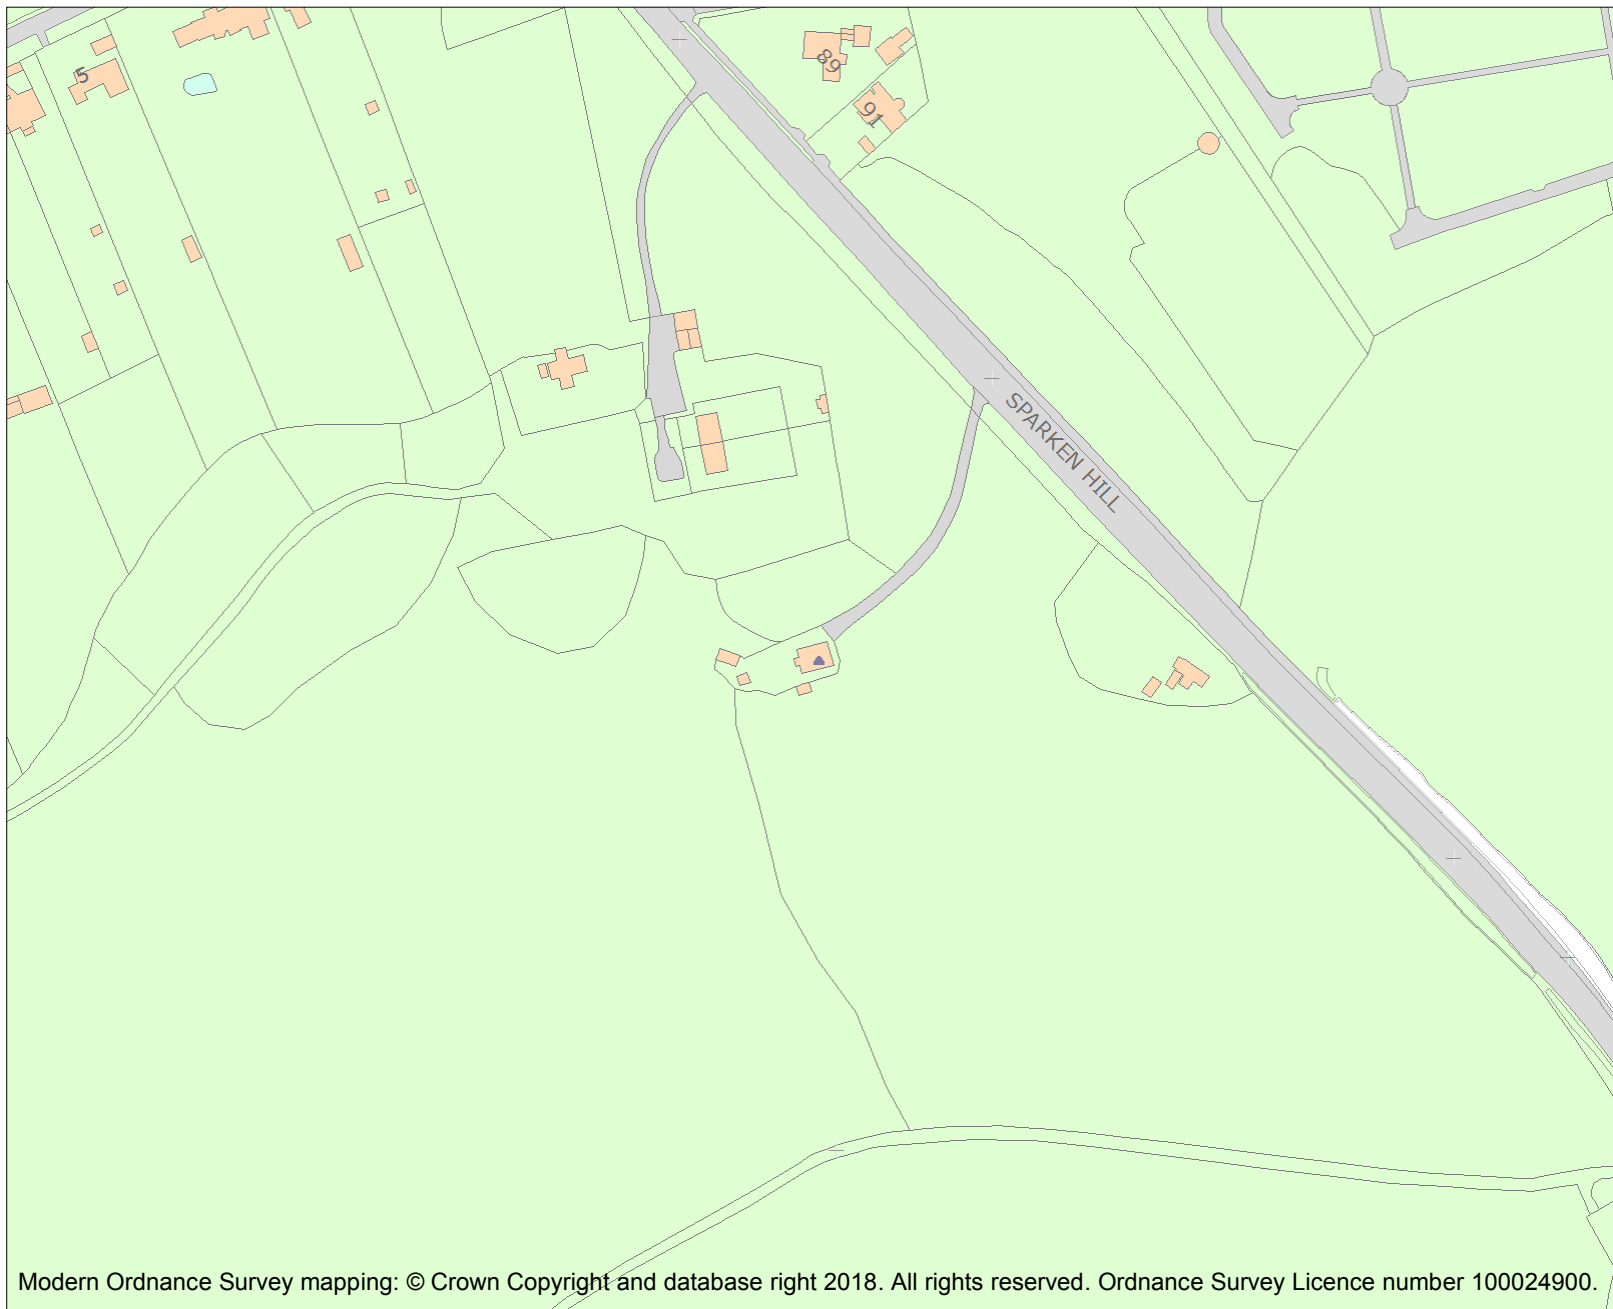 5
89
91
SPARKEN HILL
Modern Ordnance Survey mapping: © Crown Copyright and database right 2018. All rights reserved. Ordnance Survey Licence number 100024900.